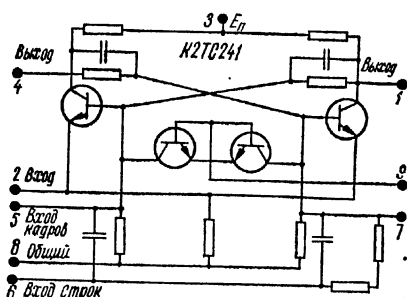 3 Eп
К2ТС241
Выход
4
Выход
1
2 Вход
9
5 Вход
кадров
7
8 Общий
6 Вход строк